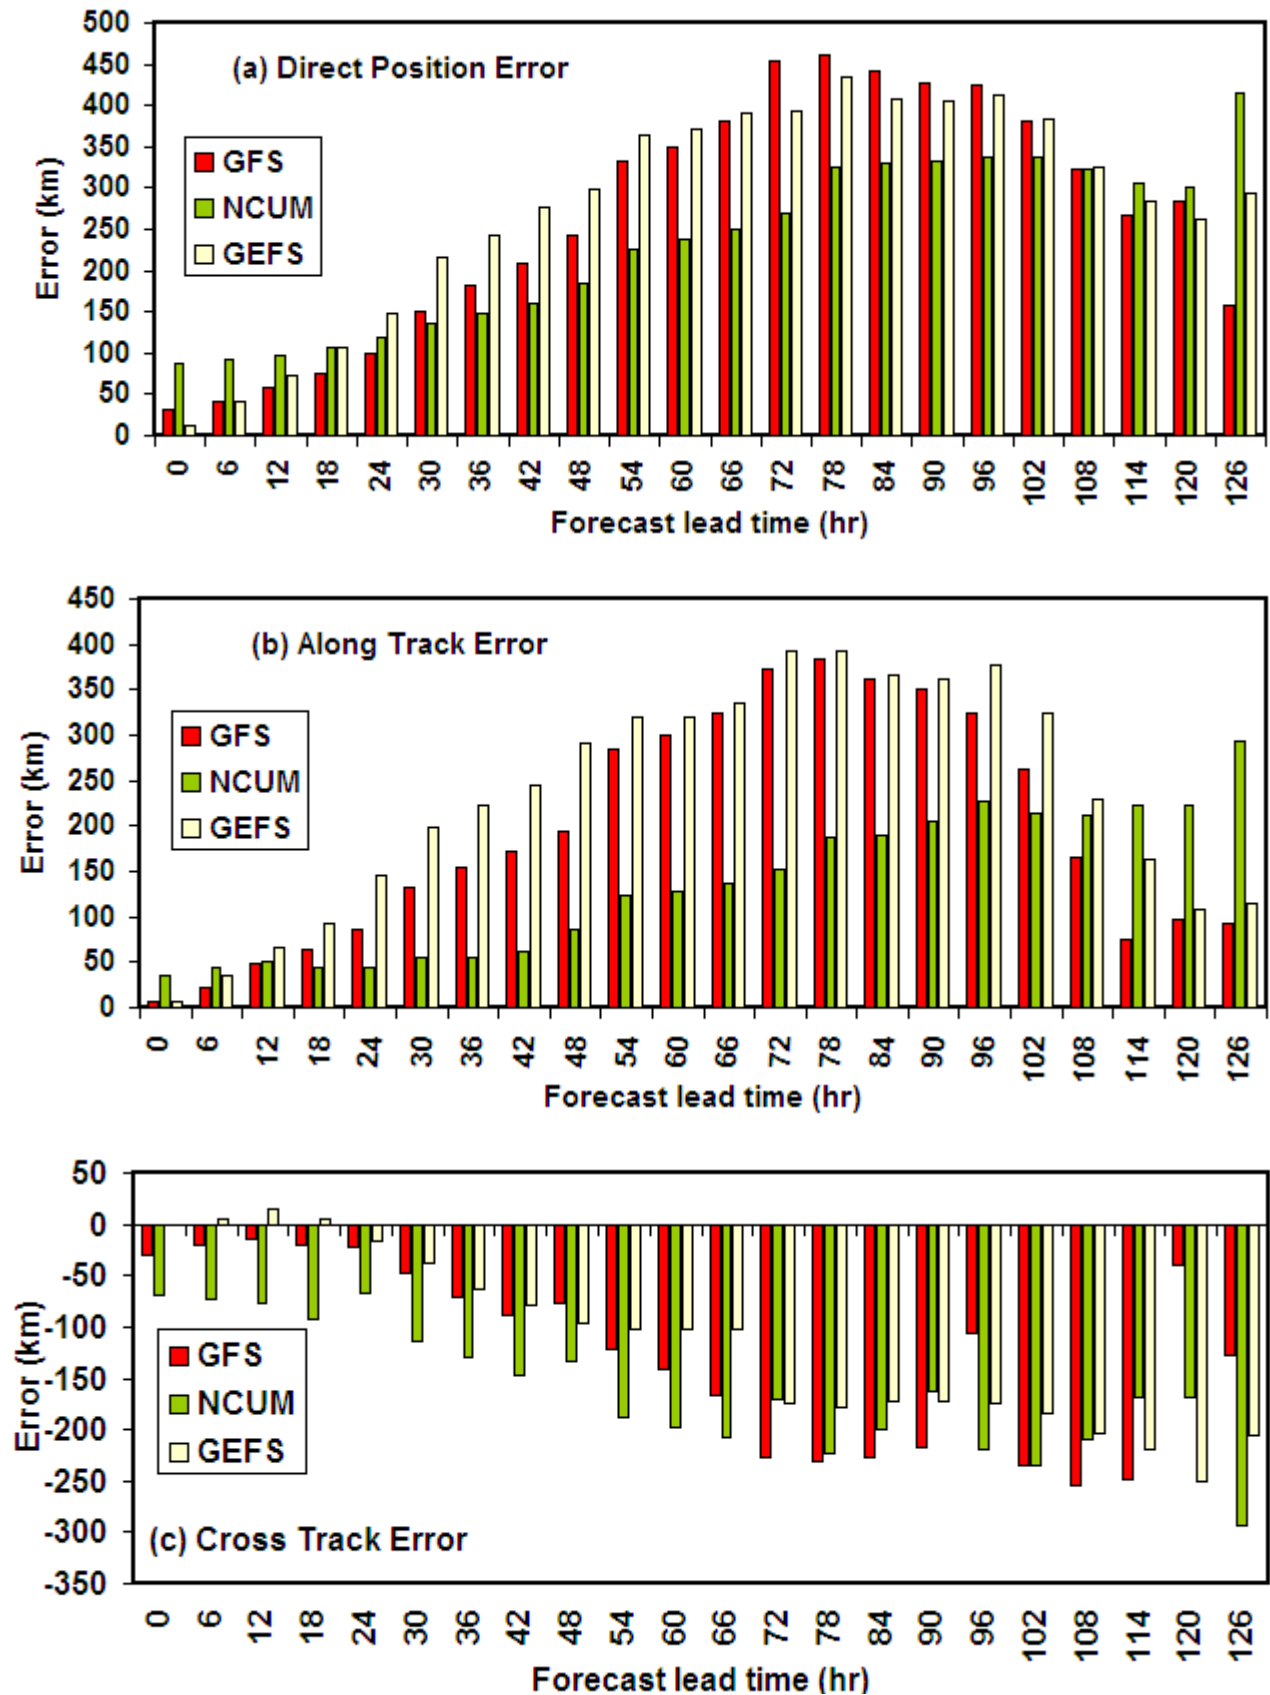 500
450
400
350
300
250
200
150
100
50
0
Error (km)
(a) Direct Position Error
GFS
NCUM
GEFS
0 6 12 18 24 30 36 42 48 54 60 66 72 78 84 90 96 102 108 114 120 126
Forecast lead time (hr)
450
400
350
300
250
200
150
100
50
0
Error (km)
(b) Along Track Error
GFS
NCUM
GEFS
0 6 12 18 24 30 36 42 48 54 60 66 72 78 84 90 96 102 108 114 120 126
Forecast lead time (hr)
50
0
-50
-100
-150
-200
-250
-300
-350
Error (km)
GFS
NCUM
GEFS
(c) Cross Track Error
0 6 12 18 24 30 36 42 48 54 60 66 72 78 84 90 96 102 108 114 120 126
Forecast lead time (hr)